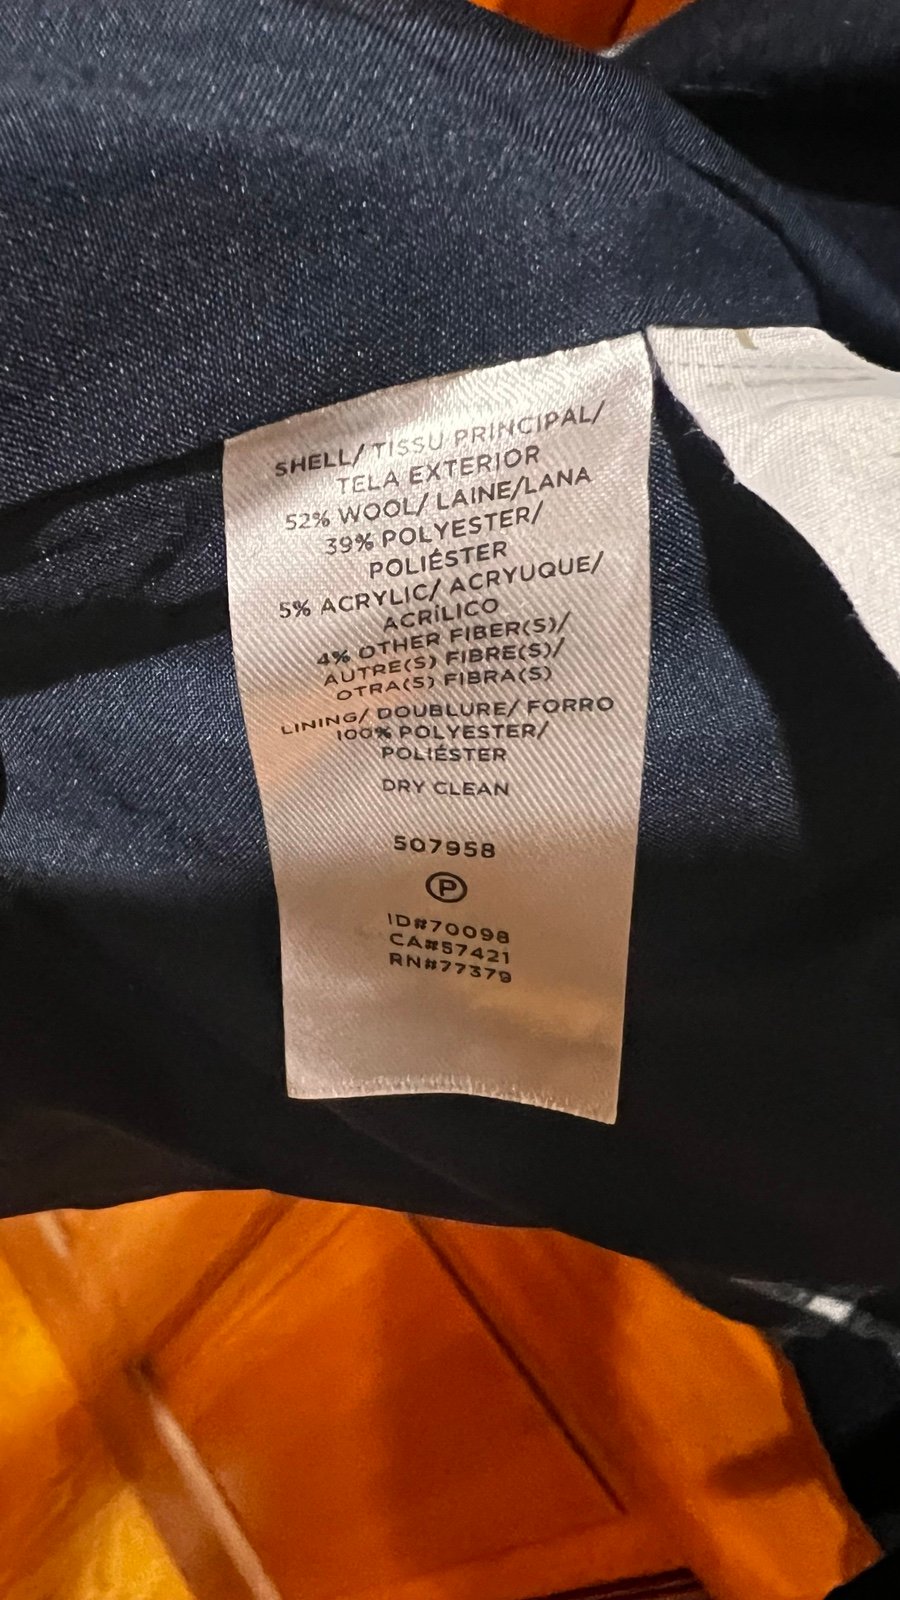 SHELL/ TISSU PRINCIPAL/
TELA EXTERIOR
52% WOOL/ LAINE/LANA
39% POLYESTER/
POLIÉSTER
5% ACRYLIC/ ACRYUQUE/
ACRÍLICO
4% OTHER FIBER(S)/
AUTRE(S) FIBRE(S)/
OTRA(S) FIBRA(S)
LINING/ DOUBLURE/ FORRO
100% POLYESTER/
POLIÉSTER
DRY CLEAN
507958
P
ID#70098
CA#57421
RN#77379